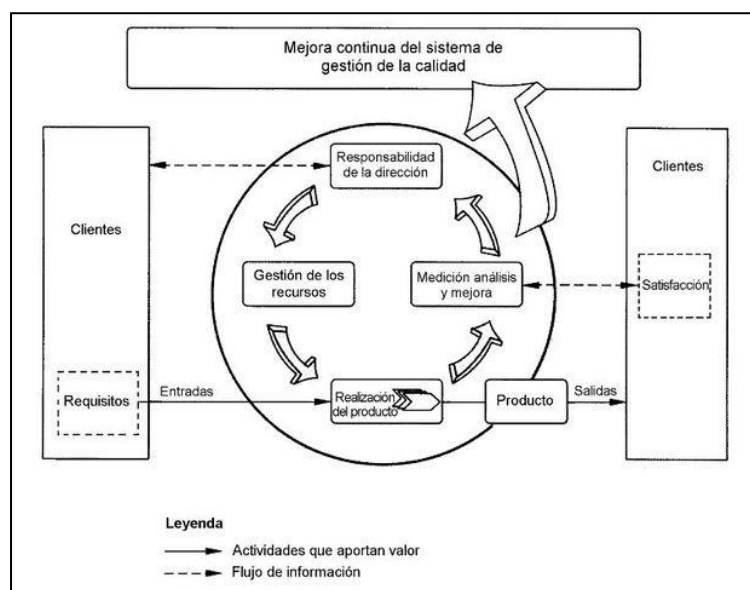 Mejora continua del sistema de
gestión de la calidad
Responsabilidad
de la dirección
Clientes
Clientes
Gestión de los
recursos
Medición análisis
y mejora
Satisfacción
Requisitos
Entradas
Realización
del producto
Producto
Salidas
Leyenda
Actividades que aportan valor
Flujo de información